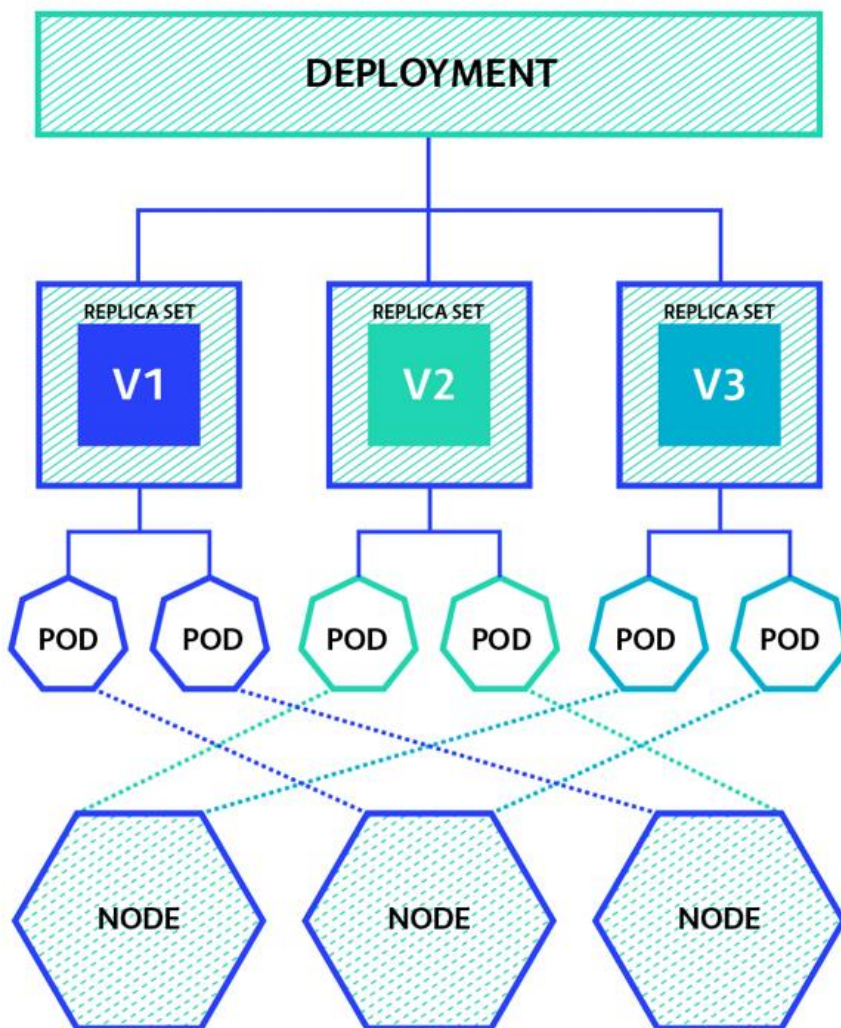 DEPLOYMENT
REPLICA SET
V1
REPLICA SET
V2
REPLICA SET
V3
POD
POD
POD
POD
POD
POD
NODE
NODE
NODE